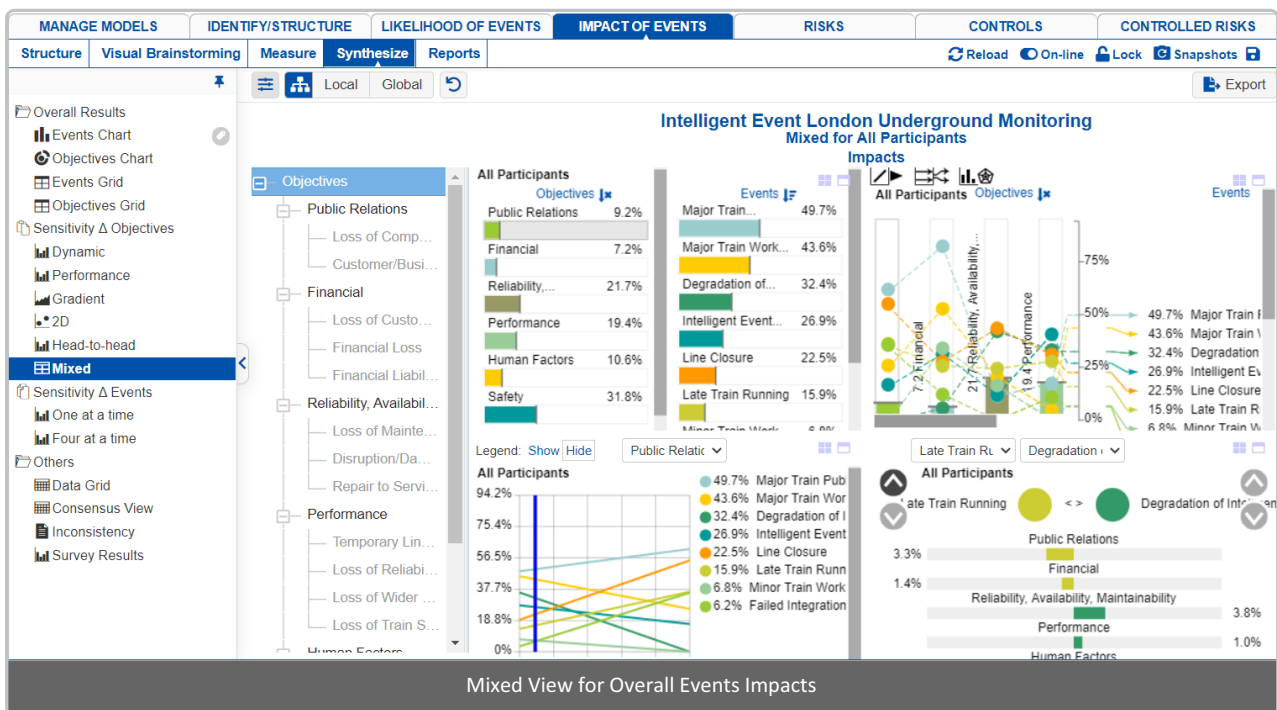 MANAGE MODELS IDENTIFY/STRUCTURE LIKELIHOOD OF EVENTS IMPACT OF EVENTS RISKS CONTROLS CONTROLLED RISKS
Structure Visual Brainstorming Measure Synthesize Reports Reload On-line Lock Snapshots
Local Global Export
Overall Results
Events Chart
Objectives Chart
Events Grid
Objectives Grid
Sensitivity Δ Objectives
Dynamic
Performance
Gradient
2D
Head-to-head
Mixed
Sensitivity Δ Events
One at a time
Four at a time
Others
Data Grid
Consensus View
Inconsistency
Survey Results
Intelligent Event London Underground Monitoring
Mixed for All Participants
Impacts
Objectives
Public Relations
Loss of Comp...
Customer/Busi...
Financial
Loss of Custo...
Financial Loss
Financial Liabil...
Reliability, Availabil...
Loss of Mainte...
Disruption/Da...
Repair to Servi...
Performance
Temporary Lin...
Loss of Reliabi...
Loss of Wider ...
Loss of Train S...
Human Factors
All Participants
Objectives
Public Relations 9.2%
Financial 7.2%
Reliability,... 21.7%
Performance 19.4%
Human Factors 10.6%
Safety 31.8%
Events
Major Train... 49.7%
Major Train Work... 43.6%
Degradation of... 32.4%
Intelligent Event... 26.9%
Line Closure 22.5%
Late Train Running 15.9%
Minor Train Work... 6.8%
All Participants Objectives Events
7.2 Financial
21.7 Reliability, Availability,...
19.4 Performance
75%
50%
25%
0%
49.7% Major Train
43.6% Major Train
32.4% Degradation
26.9% Intelligent Ev
22.5% Line Closure
15.9% Late Train R
6.8% Minor Train W
Legend: Show Hide Public Relatic
All Participants
94.2%
75.4%
56.5%
37.7%
18.8%
0%
49.7% Major Train Pub
43.6% Major Train Wor
32.4% Degradation of I
26.9% Intelligent Event
22.5% Line Closure
15.9% Late Train Runn
6.8% Minor Train Work
6.2% Failed Integration
Late Train Ru Degradation
All Participants
ate Train Running <> Degradation of
Public Relations
3.3%
Financial
1.4%
Reliability, Availability, Maintainability
3.8%
Performance
1.0%
Human Factors
Mixed View for Overall Events Impacts